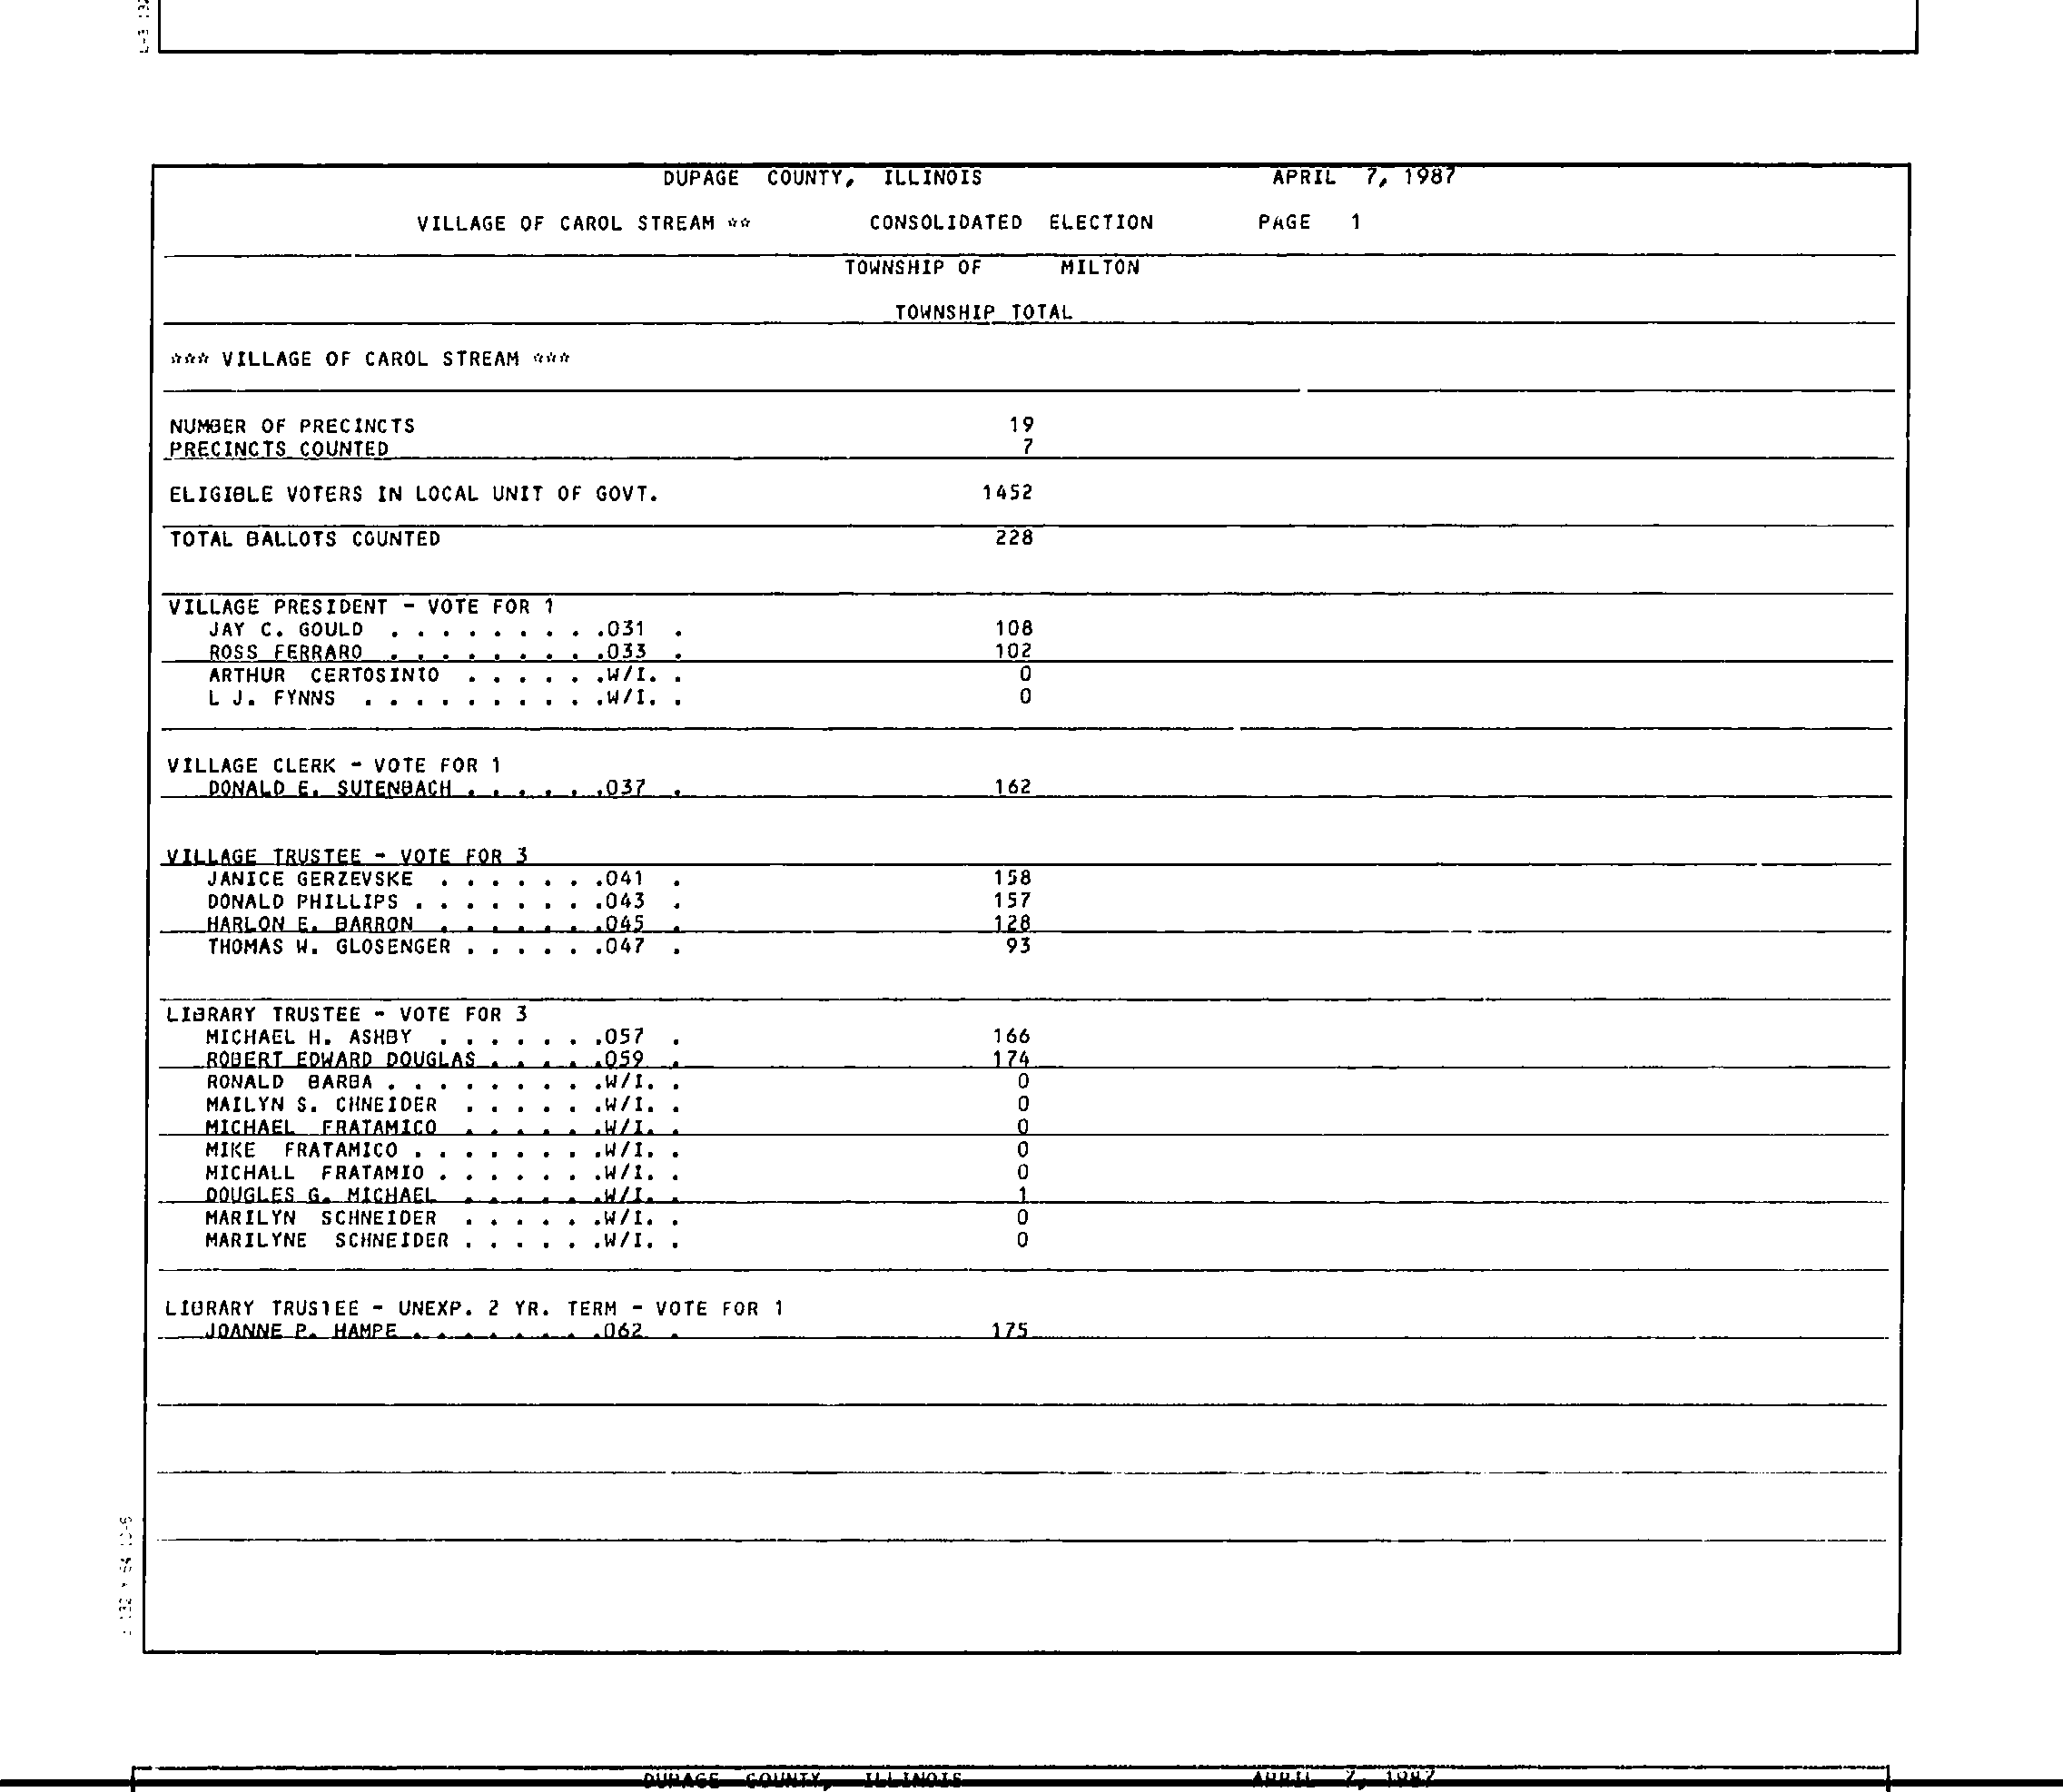 DUPAGE COUNTY, ILLINOIS APRIL 7, 1987
VILLAGE OF CAROL STREAM ** CONSOLIDATED ELECTION PAGE 1
TOWNSHIP OF MILTON
TOWNSHIP TOTAL
*** VILLAGE OF CAROL STREAM ***
NUMBER OF PRECINCTS 19
PRECINCTS COUNTED 7
ELIGIBLE VOTERS IN LOCAL UNIT OF GOVT. 1452
TOTAL BALLOTS COUNTED 228
VILLAGE PRESIDENT - VOTE FOR 1
JAY C. GOULD . . . . . . . . .031 . 108
ROSS FERRARO . . . . . . . . .033 . 102
ARTHUR CERTOSINIO . . . . . .W/I. . 0
L J. FYNNS . . . . . . . . . .W/I. . 0
VILLAGE CLERK - VOTE FOR 1
DONALD E. SUTENBACH . . . . . .037 . 162
VILLAGE TRUSTEE - VOTE FOR 3
JANICE GERZEVSKE . . . . . . .041 . 158
DONALD PHILLIPS . . . . . . . .043 . 157
HARLON E. BARRON . . . . . . .045 . 128
THOMAS W. GLOSENGER . . . . . .047 . 93
LIBRARY TRUSTEE - VOTE FOR 3
MICHAEL H. ASHBY . . . . . . .057 . 166
ROBERT EDWARD DOUGLAS . . . . .059 . 174
RONALD BARBA . . . . . . . . .W/I. . 0
MAILYN S. CHNEIDER . . . . . .W/I. . 0
MICHAEL FRATAMICO . . . . . .W/I. . 0
MIKE FRATAMICO . . . . . . . .W/I. . 0
MICHALL FRATAMIO . . . . . . .W/I. . 0
DOUGLES G. MICHAEL . . . . . .W/I. . 1
MARILYN SCHNEIDER . . . . . .W/I. . 0
MARILYNE SCHNEIDER . . . . . .W/I. . 0
LIBRARY TRUSTEE - UNEXP. 2 YR. TERM - VOTE FOR 1
JOANNE P. HAMPE . . . . . . . .062 . 175
DUPAGE COUNTY, ILLINOIS APRIL 7, 1987